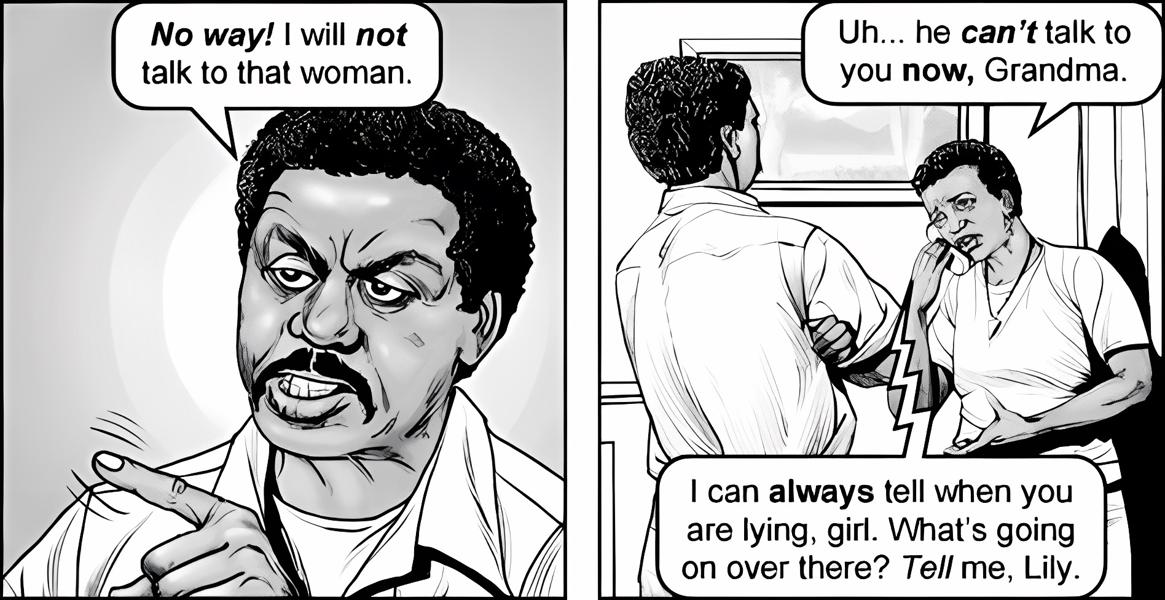 No way! I will not
talk to that woman.
Uh... he can't talk to
you now, Grandma.
I can always tell when you
are lying, girl. What's going
on over there? Tell me, Lily.